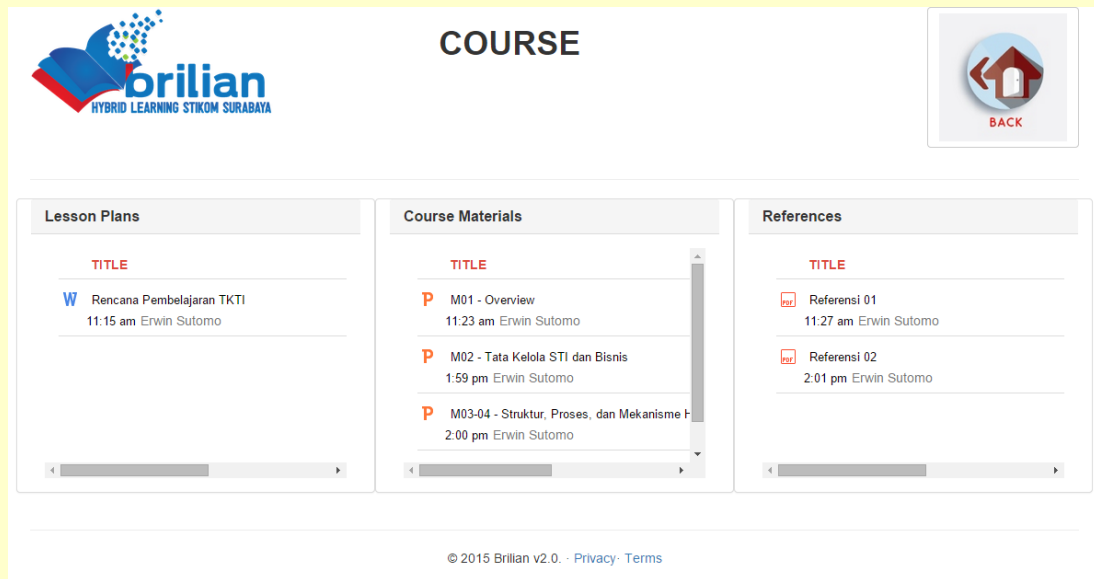 brilian
HYBRID LEARNING STIKOM SURABAYA
COURSE
BACK
Lesson Plans
TITLE
W Rencana Pembelajaran TKTI
11:15 am Erwin Sutomo
Course Materials
TITLE
P M01 - Overview
11:23 am Erwin Sutomo
P M02 - Tata Kelola STI dan Bisnis
1:59 pm Erwin Sutomo
P M03-04 - Struktur, Proses, dan Mekanisme
2:00 pm Erwin Sutomo
References
TITLE
PDF Referensi 01
11:27 am Erwin Sutomo
PDF Referensi 02
2:01 pm Erwin Sutomo
© 2015 Brilian v2.0. · Privacy· Terms